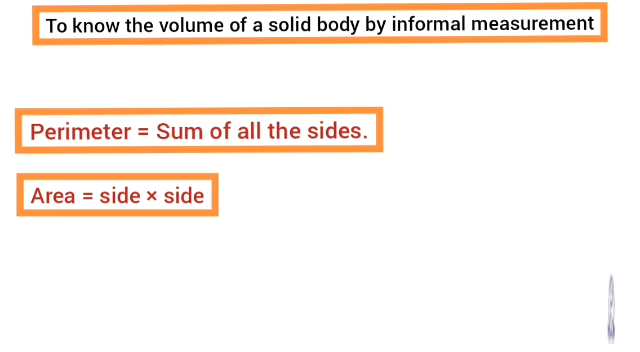 To know the volume of a solid body by informal measurement
Perimeter = Sum of all the sides.
Area = side × side